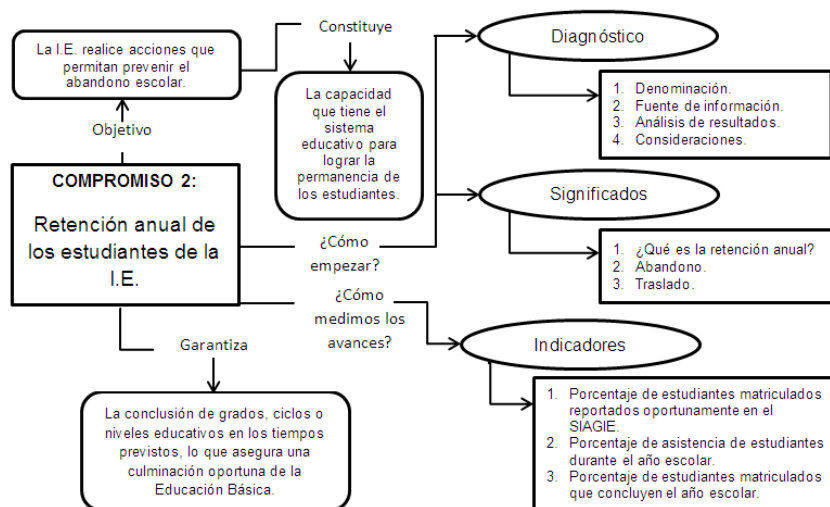 La I.E. realice acciones que
permitan prevenir el
abandono escolar.
Constituye
La capacidad
que tiene el
sistema
educativo para
lograr la
permanencia de
los estudiantes.
Objetivo
COMPROMISO 2:
Retención anual de
los estudiantes de la
I.E.
¿Cómo
empezar?
Diagnóstico
1. Denominación.
2. Fuente de información.
3. Análisis de resultados.
4. Consideraciones.
Significados
1. ¿Qué es la retención anual?
2. Abandono.
3. Traslado.
¿Cómo
medimos los
avances?
Indicadores
1. Porcentaje de estudiantes matriculados
reportados oportunamente en el
SIAGIE.
2. Porcentaje de asistencia de estudiantes
durante el año escolar.
3. Porcentaje de estudiantes matriculados
que concluyen el año escolar.
Garantiza
La conclusión de grados, ciclos o
niveles educativos en los tiempos
previstos, lo que asegura una
culminación oportuna de la
Educación Básica.